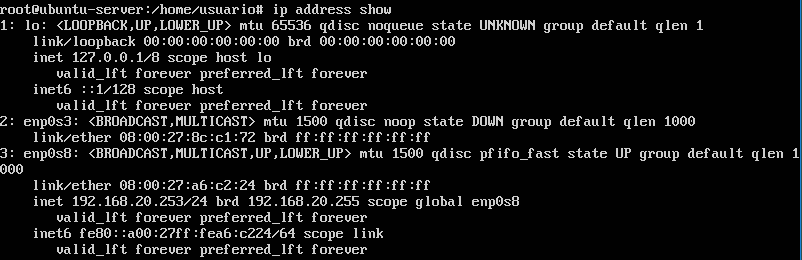 root@ubuntu-server:/home/usuario# ip address show
1: lo: <LOOPBACK,UP,LOWER_UP> mtu 65536 qdisc noqueue state UNKNOWN group default qlen 1
    link/loopback 00:00:00:00:00:00 brd 00:00:00:00:00:00
    inet 127.0.0.1/8 scope host lo
       valid_lft forever preferred_lft forever
    inet6 ::1/128 scope host
       valid_lft forever preferred_lft forever
2: enp0s3: <BROADCAST,MULTICAST> mtu 1500 qdisc noop state DOWN group default qlen 1000
    link/ether 08:00:27:8c:c1:72 brd ff:ff:ff:ff:ff:ff
3: enp0s8: <BROADCAST,MULTICAST,UP,LOWER_UP> mtu 1500 qdisc pfifo_fast state UP group default qlen 1
000
    link/ether 08:00:27:a6:c2:24 brd ff:ff:ff:ff:ff:ff
    inet 192.168.20.253/24 brd 192.168.20.255 scope global enp0s8
       valid_lft forever preferred_lft forever
    inet6 fe80::a00:27ff:fea6:c224/64 scope link
       valid_lft forever preferred_lft forever